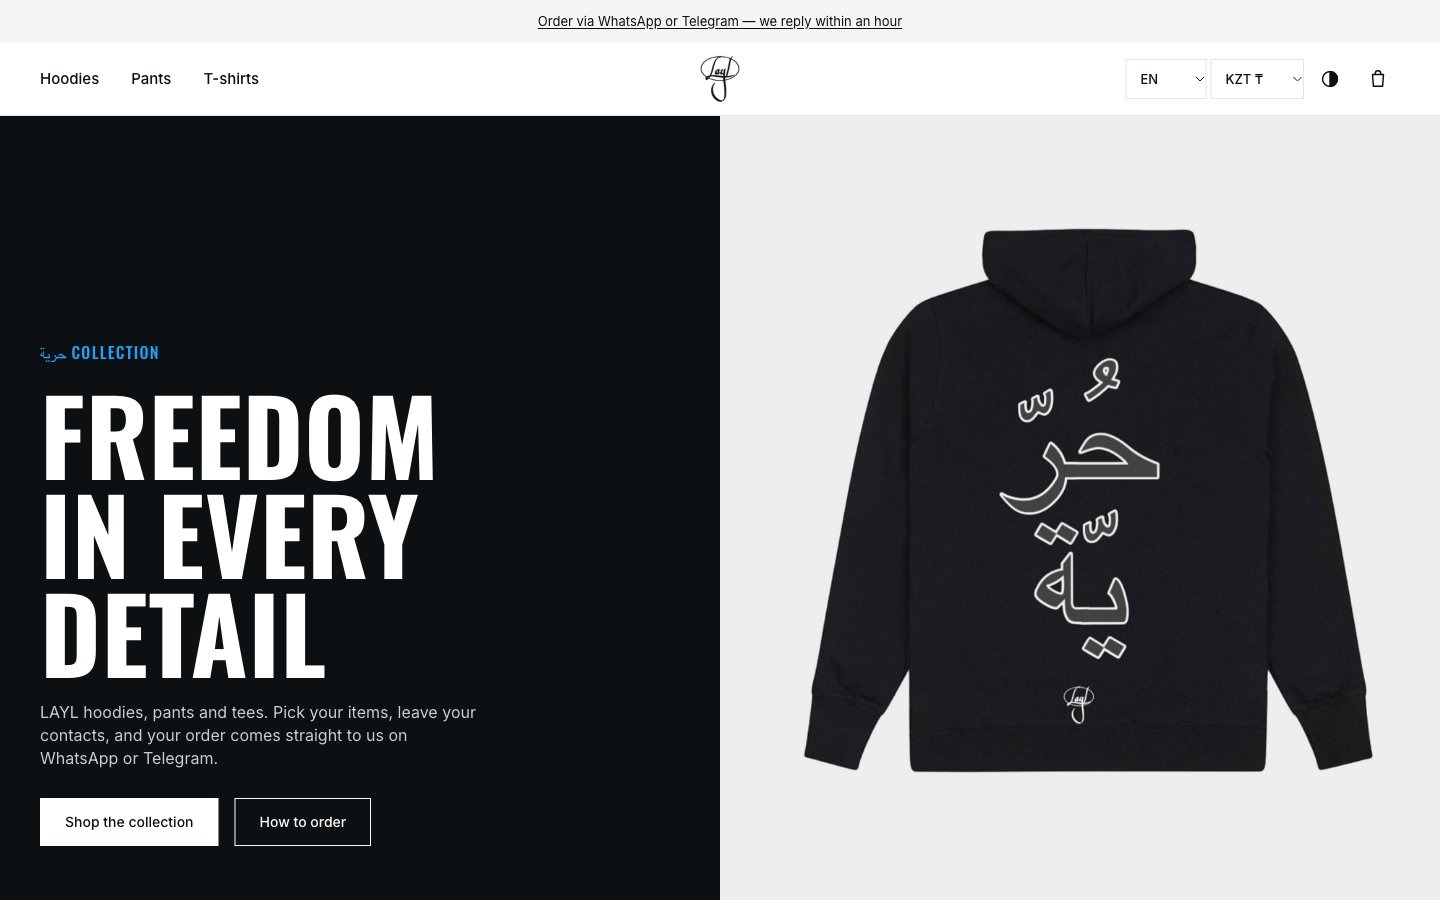 Order via WhatsApp or Telegram — we reply within an hour
Hoodies
Pants
T-shirts
Layl
EN
KZT ₸
حرية COLLECTION
FREEDOM
IN EVERY
DETAIL
LAYL hoodies, pants and tees. Pick your items, leave your
contacts, and your order comes straight to us on
WhatsApp or Telegram.
Shop the collection
How to order
حُرّ
يّة
Layl